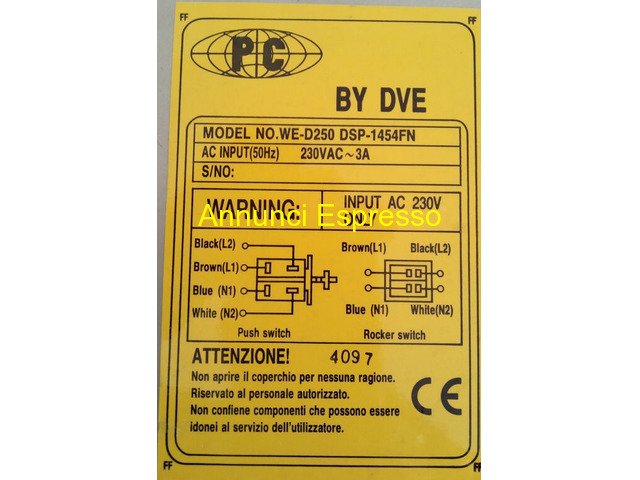 FF FF
PC
BY DVE
MODEL NO.WE-D250 DSP-1454FN
AC INPUT(50Hz) 230VAC~3A
S/NO:
WARNING: INPUT AC 230V
Annunci Espresso
Black(L2) Brown(L1) Black(L2)
Brown(L1)
Blue (N1)
White (N2) Blue (N1) White(N2)
Push switch Rocker switch
ATTENZIONE! 4097
Non aprire il coperchio per nessuna ragione.
Riservato al personale autorizzato.
Non confiene componenti che possono essere
idonei al servizio dell'utilizzatore.
CE
FF FF